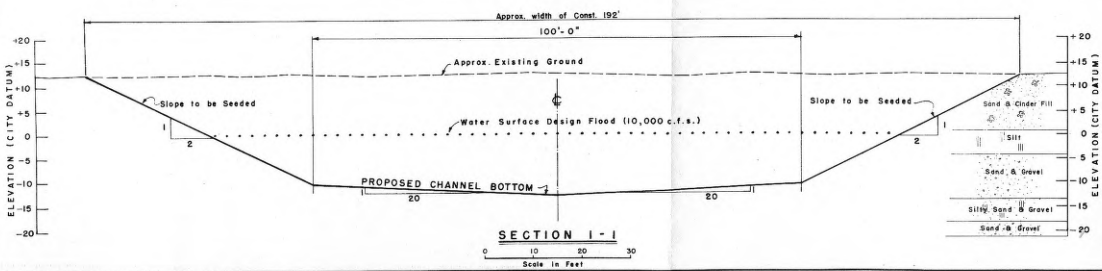 Approx. width of Const. 192'
100'-0"
+20
+15
+10
+5
0
-5
-10
-15
-20
ELEVATION (CITY DATUM)
Approx. Existing Ground
Slope to be Seeded
1
2
℄
Water Surface Design Flood (10,000 c.f.s.)
Slope to be Seeded
1
2
PROPOSED CHANNEL BOTTOM
1
20
1
20
Sand & Cinder Fill
Silt
Sand & Gravel
Silty Sand & Gravel
Sand & Gravel
+20
+15
+10
+5
0
-5
-10
-15
-20
ELEVATION (CITY DATUM)
SECTION 1-1
0 10 20 30
Scale in Feet